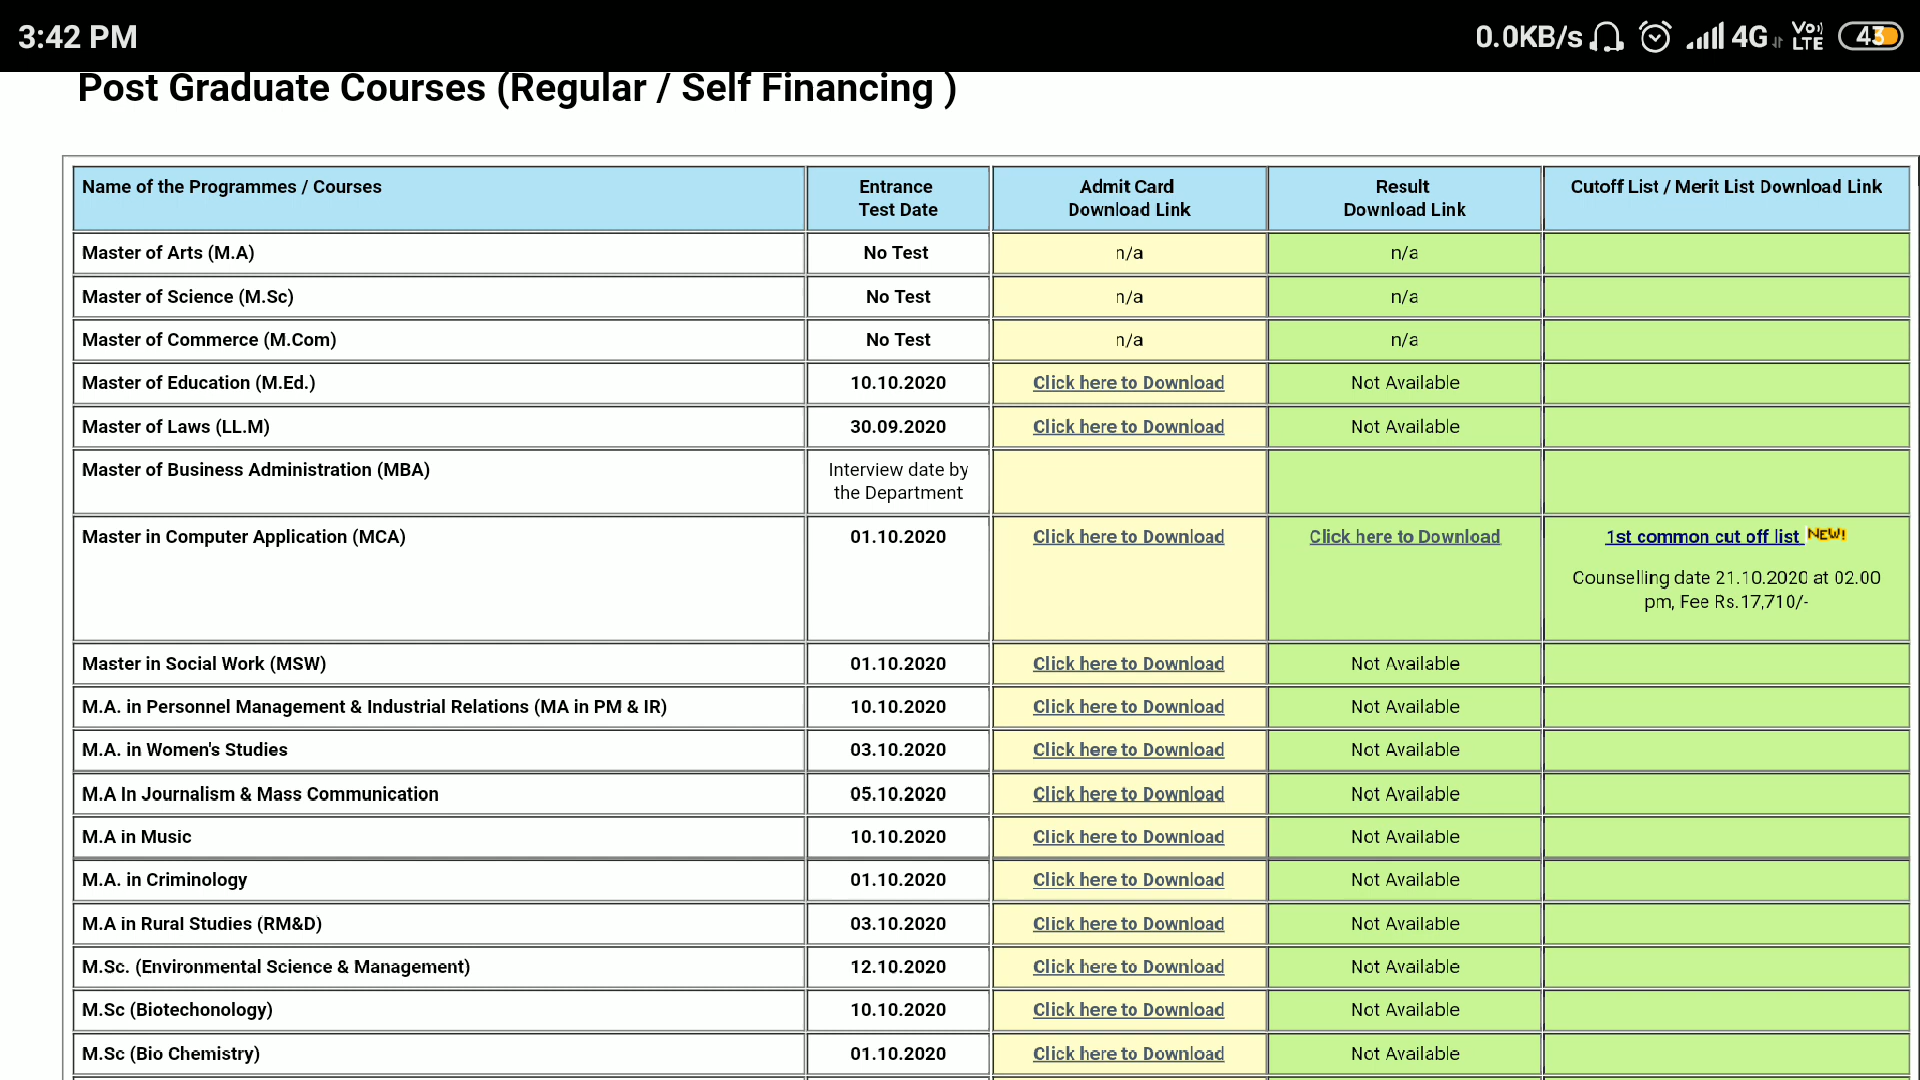 3:42 PM
0.0KB/s 4G Vo) LTE 43
Post Graduate Courses (Regular / Self Financing )
Name of the Programmes / Courses
Entrance
Test Date
Admit Card
Download Link
Result
Download Link
Cutoff List / Merit List Download Link
Master of Arts (M.A) No Test n/a n/a
Master of Science (M.Sc) No Test n/a n/a
Master of Commerce (M.Com) No Test n/a n/a
Master of Education (M.Ed.) 10.10.2020 Click here to Download Not Available
Master of Laws (LL.M) 30.09.2020 Click here to Download Not Available
Master of Business Administration (MBA) Interview date by
the Department
Master in Computer Application (MCA) 01.10.2020 Click here to Download Click here to Download 1st common cut off list NEW!
Counselling date 21.10.2020 at 02.00
pm, Fee Rs.17,710/-
Master in Social Work (MSW) 01.10.2020 Click here to Download Not Available
M.A. in Personnel Management & Industrial Relations (MA in PM & IR) 10.10.2020 Click here to Download Not Available
M.A. in Women's Studies 03.10.2020 Click here to Download Not Available
M.A In Journalism & Mass Communication 05.10.2020 Click here to Download Not Available
M.A in Music 10.10.2020 Click here to Download Not Available
M.A. in Criminology 01.10.2020 Click here to Download Not Available
M.A in Rural Studies (RM&D) 03.10.2020 Click here to Download Not Available
M.Sc. (Environmental Science & Management) 12.10.2020 Click here to Download Not Available
M.Sc (Biotechonology) 10.10.2020 Click here to Download Not Available
M.Sc (Bio Chemistry) 01.10.2020 Click here to Download Not Available